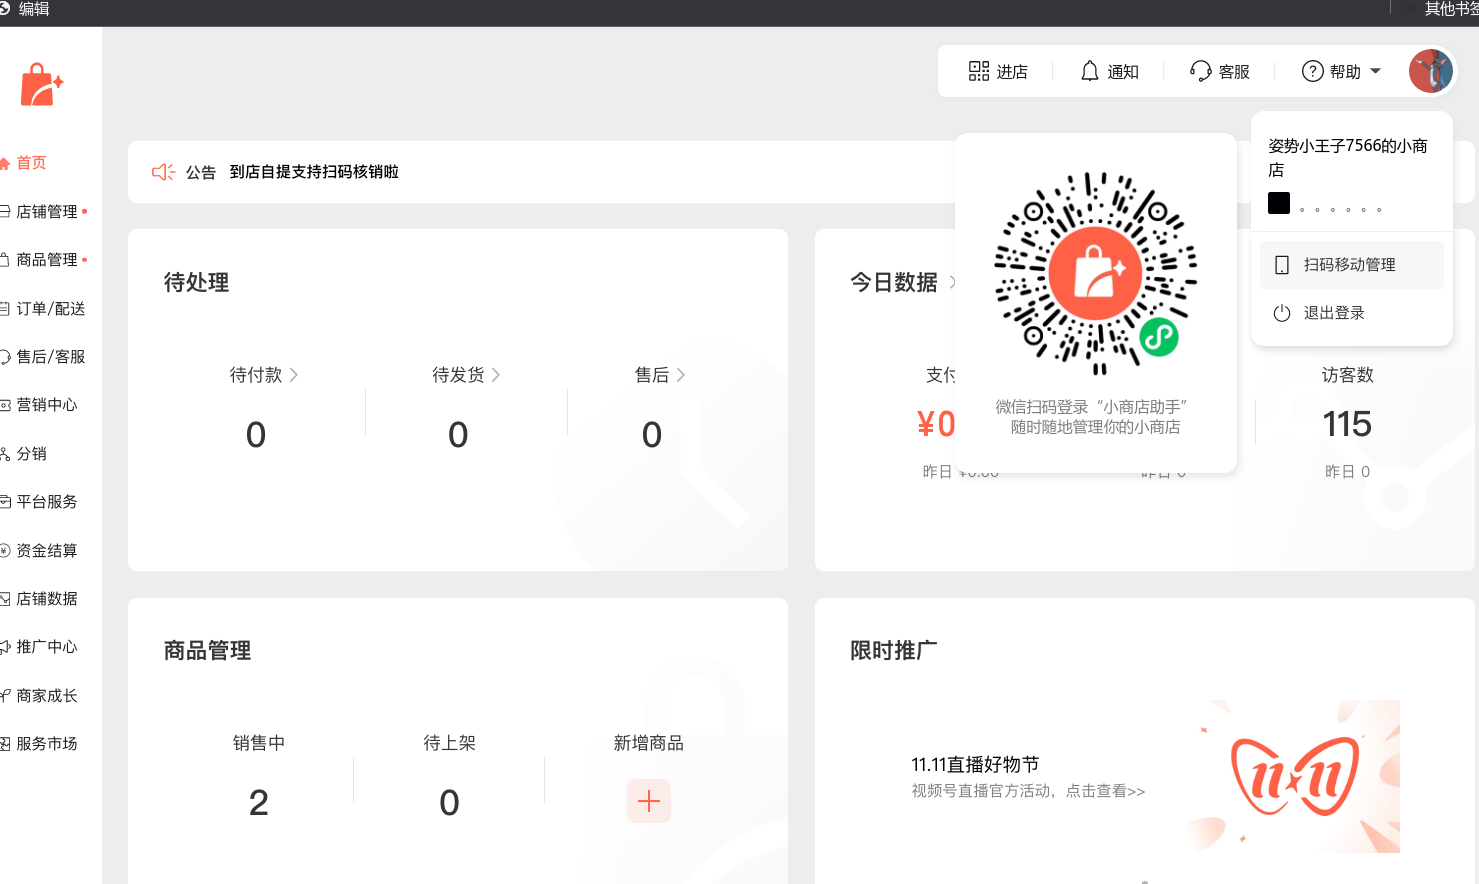 编辑
其他书签
进店
通知
客服
帮助
首页
店铺管理
商品管理
订单/配送
售后/客服
营销中心
分销
平台服务
资金结算
店铺数据
推广中心
商家成长
服务市场
公告 到店自提支持扫码核销啦
姿势小王子7566的小商
店
。。。。。。
扫码移动管理
退出登录
微信扫码登录“小商店助手”
随时随地管理你的小商店
待处理
待付款
待发货
售后
0
0
0
今日数据
支付
访客数
¥0
115
昨日 ¥0.00
昨日 0
昨日 0
商品管理
销售中
待上架
新增商品
2
0
限时推广
11.11直播好物节
视频号直播官方活动，点击查看>>
11 11